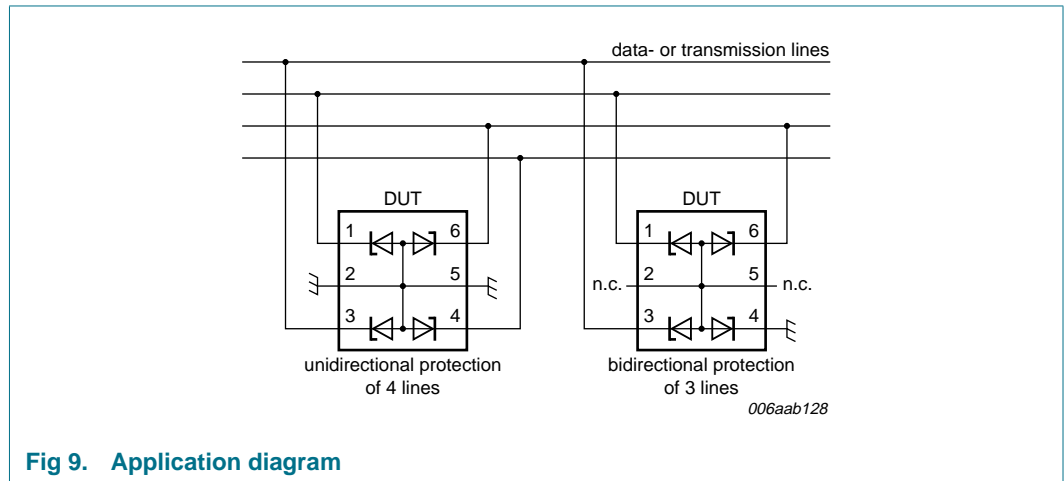 data- or transmission lines
DUT
DUT
1
6
1
6
2
5
n.c.
2
5
n.c.
3
4
3
4
unidirectional protection
of 4 lines
bidirectional protection
of 3 lines
006aab128
Fig 9. Application diagram